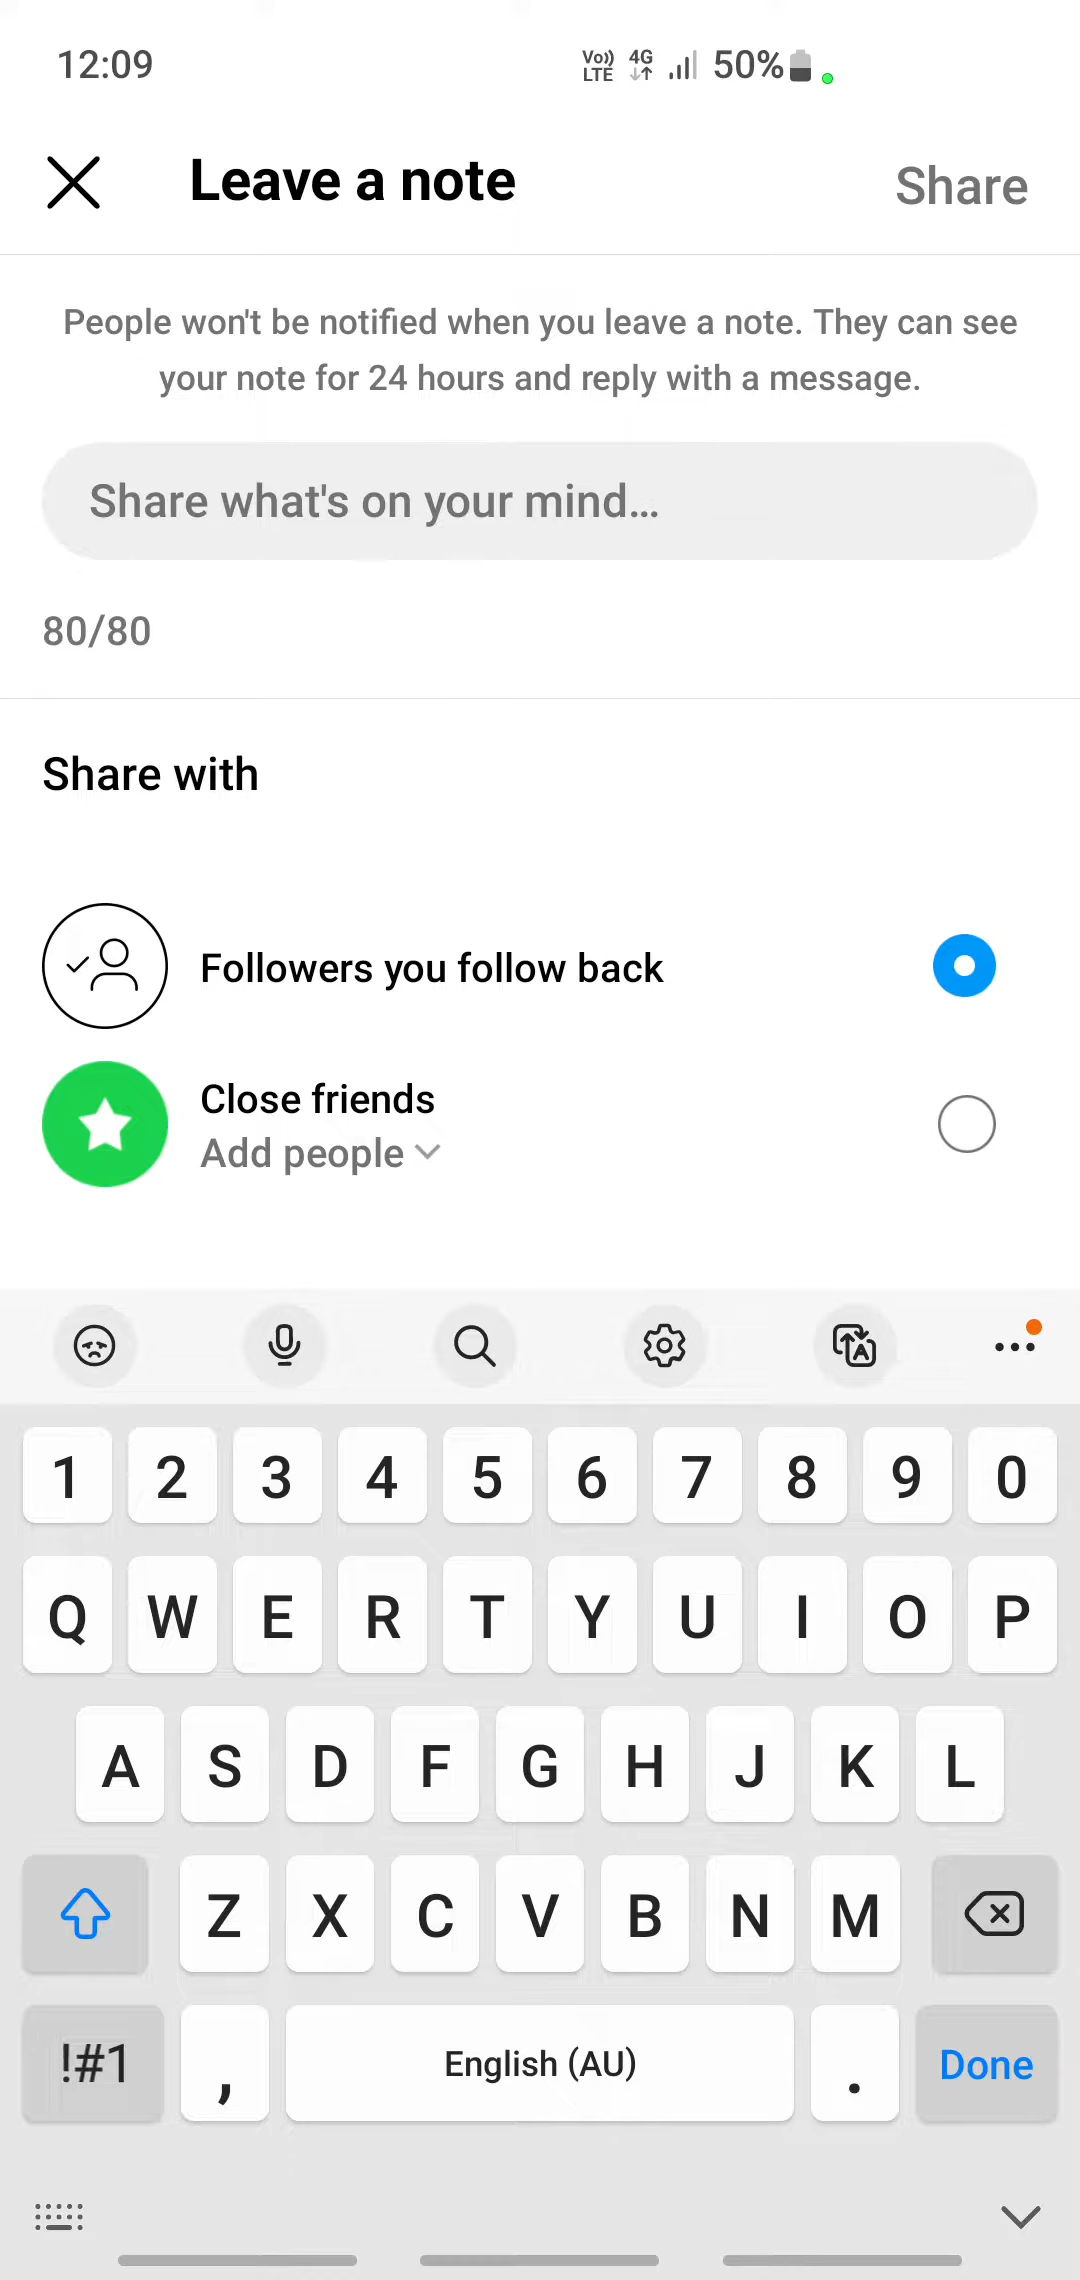 12:09
Vo)) LTE 4G 50%
Leave a note
Share
People won't be notified when you leave a note. They can see
your note for 24 hours and reply with a message.
Share what's on your mind...
80/80
Share with
Followers you follow back
Close friends
Add people
1 2 3 4 5 6 7 8 9 0
Q W E R T Y U I O P
A S D F G H J K L
Z X C V B N M
!#1 , English (AU) . Done